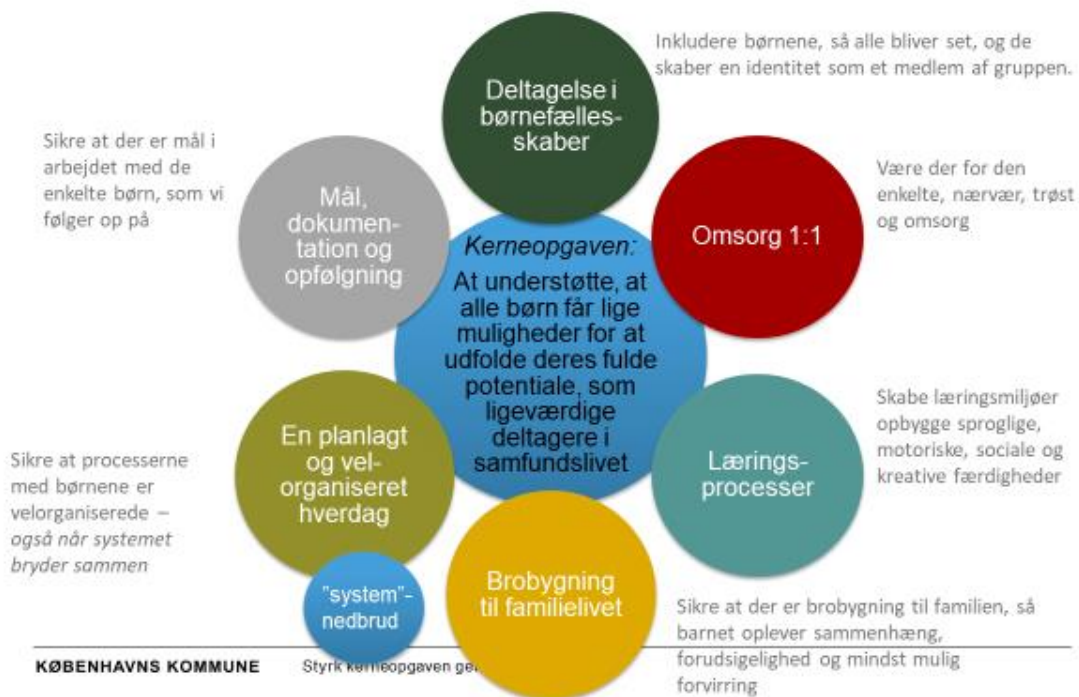 Inkludere børnene, så alle bliver set, og de
skaber en identitet som et medlem af gruppen.
Deltagelse i
børnefælles-
skaber
Sikre at der er mål i
arbejdet med de
enkelte børn, som vi
følger op på
Mål,
dokumen-
tation og
opfølgning
Omsorg 1:1
Være der for den
enkelte, nærvær, trøst
og omsorg
Kerneopgaven:
At understøtte, at
alle børn får lige
muligheder for at
udfolde deres fulde
potentiale, som
ligeværdige
deltagere i
samfundslivet
En planlagt
og vel-
organiseret
hverdag
Sikre at processerne
med børnene er
velorganiserede –
også når systemet
bryder sammen
Lærings-
processer
Skabe læringsmiljøer
opbygge sproglige,
motoriske, sociale og
kreative færdigheder
"system"-
nedbrud
Brobygning
til familielivet
Sikre at der er brobygning til familien, så
barnet oplever sammenhæng,
forudsigelighed og mindst mulig
forvirring
KØBENHAVNS KOMMUNE
Styrk kerneopgaven